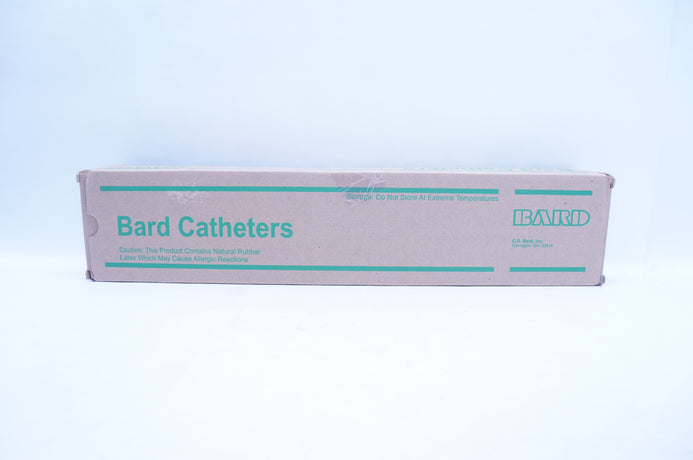 Storage: Do Not Store At Extreme Temperatures
Bard Catheters
Caution: This Product Contains Natural Rubber
Latex Which May Cause Allergic Reactions
BARD
C.R. Bard, Inc.
Covington, GA 30014